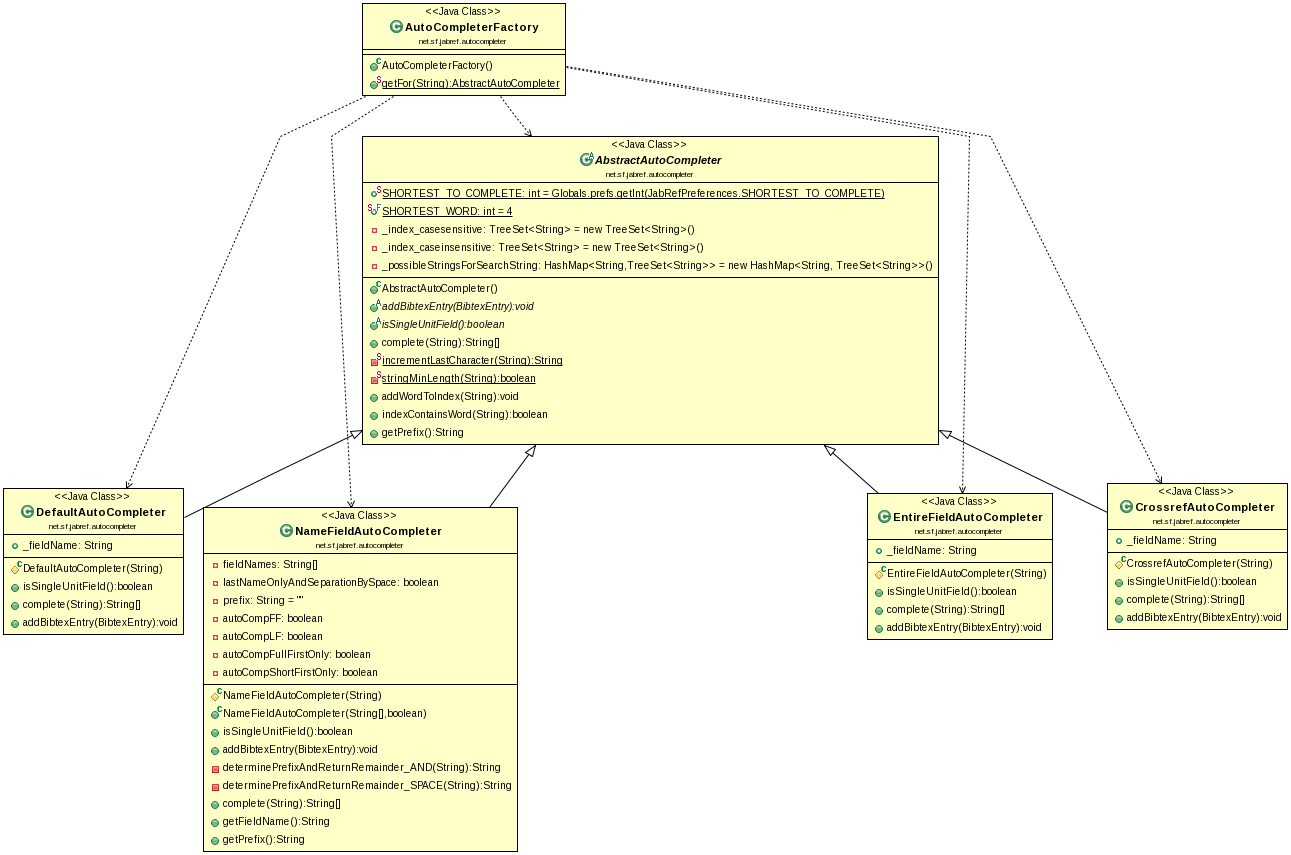 <<Java Class>>
AutoCompleterFactory
net.sf.jabref.autocompleter
AutoCompleterFactory()
getFor(String):AbstractAutoCompleter
<<Java Class>>
AbstractAutoCompleter
net.sf.jabref.autocompleter
SHORTEST_TO_COMPLETE: int = Globals.prefs.getInt(JabRefPreferences.SHORTEST_TO_COMPLETE)
SHORTEST_WORD: int = 4
_index_casesensitive: TreeSet<String> = new TreeSet<String>()
_index_caseinsensitive: TreeSet<String> = new TreeSet<String>()
_possibleStringsForSearchString: HashMap<String,TreeSet<String>> = new HashMap<String, TreeSet<String>>()
AbstractAutoCompleter()
addBibtexEntry(BibtexEntry):void
isSingleUnitField():boolean
complete(String):String[]
incrementLastCharacter(String):String
stringMinLength(String):boolean
addWordToIndex(String):void
indexContainsWord(String):boolean
getPrefix():String
<<Java Class>>
DefaultAutoCompleter
net.sf.jabref.autocompleter
_fieldName: String
DefaultAutoCompleter(String)
isSingleUnitField():boolean
complete(String):String[]
addBibtexEntry(BibtexEntry):void
<<Java Class>>
NameFieldAutoCompleter
net.sf.jabref.autocompleter
fieldNames: String[]
lastNameOnlyAndSeparationBySpace: boolean
prefix: String = ""
autoCompFF: boolean
autoCompLF: boolean
autoCompFullFirstOnly: boolean
autoCompShortFirstOnly: boolean
NameFieldAutoCompleter(String)
NameFieldAutoCompleter(String[],boolean)
isSingleUnitField():boolean
addBibtexEntry(BibtexEntry):void
determinePrefixAndReturnRemainder_AND(String):String
determinePrefixAndReturnRemainder_SPACE(String):String
complete(String):String[]
getFieldName():String
getPrefix():String
<<Java Class>>
EntireFieldAutoCompleter
net.sf.jabref.autocompleter
_fieldName: String
EntireFieldAutoCompleter(String)
isSingleUnitField():boolean
complete(String):String[]
addBibtexEntry(BibtexEntry):void
<<Java Class>>
CrossrefAutoCompleter
net.sf.jabref.autocompleter
_fieldName: String
CrossrefAutoCompleter(String)
isSingleUnitField():boolean
complete(String):String[]
addBibtexEntry(BibtexEntry):void